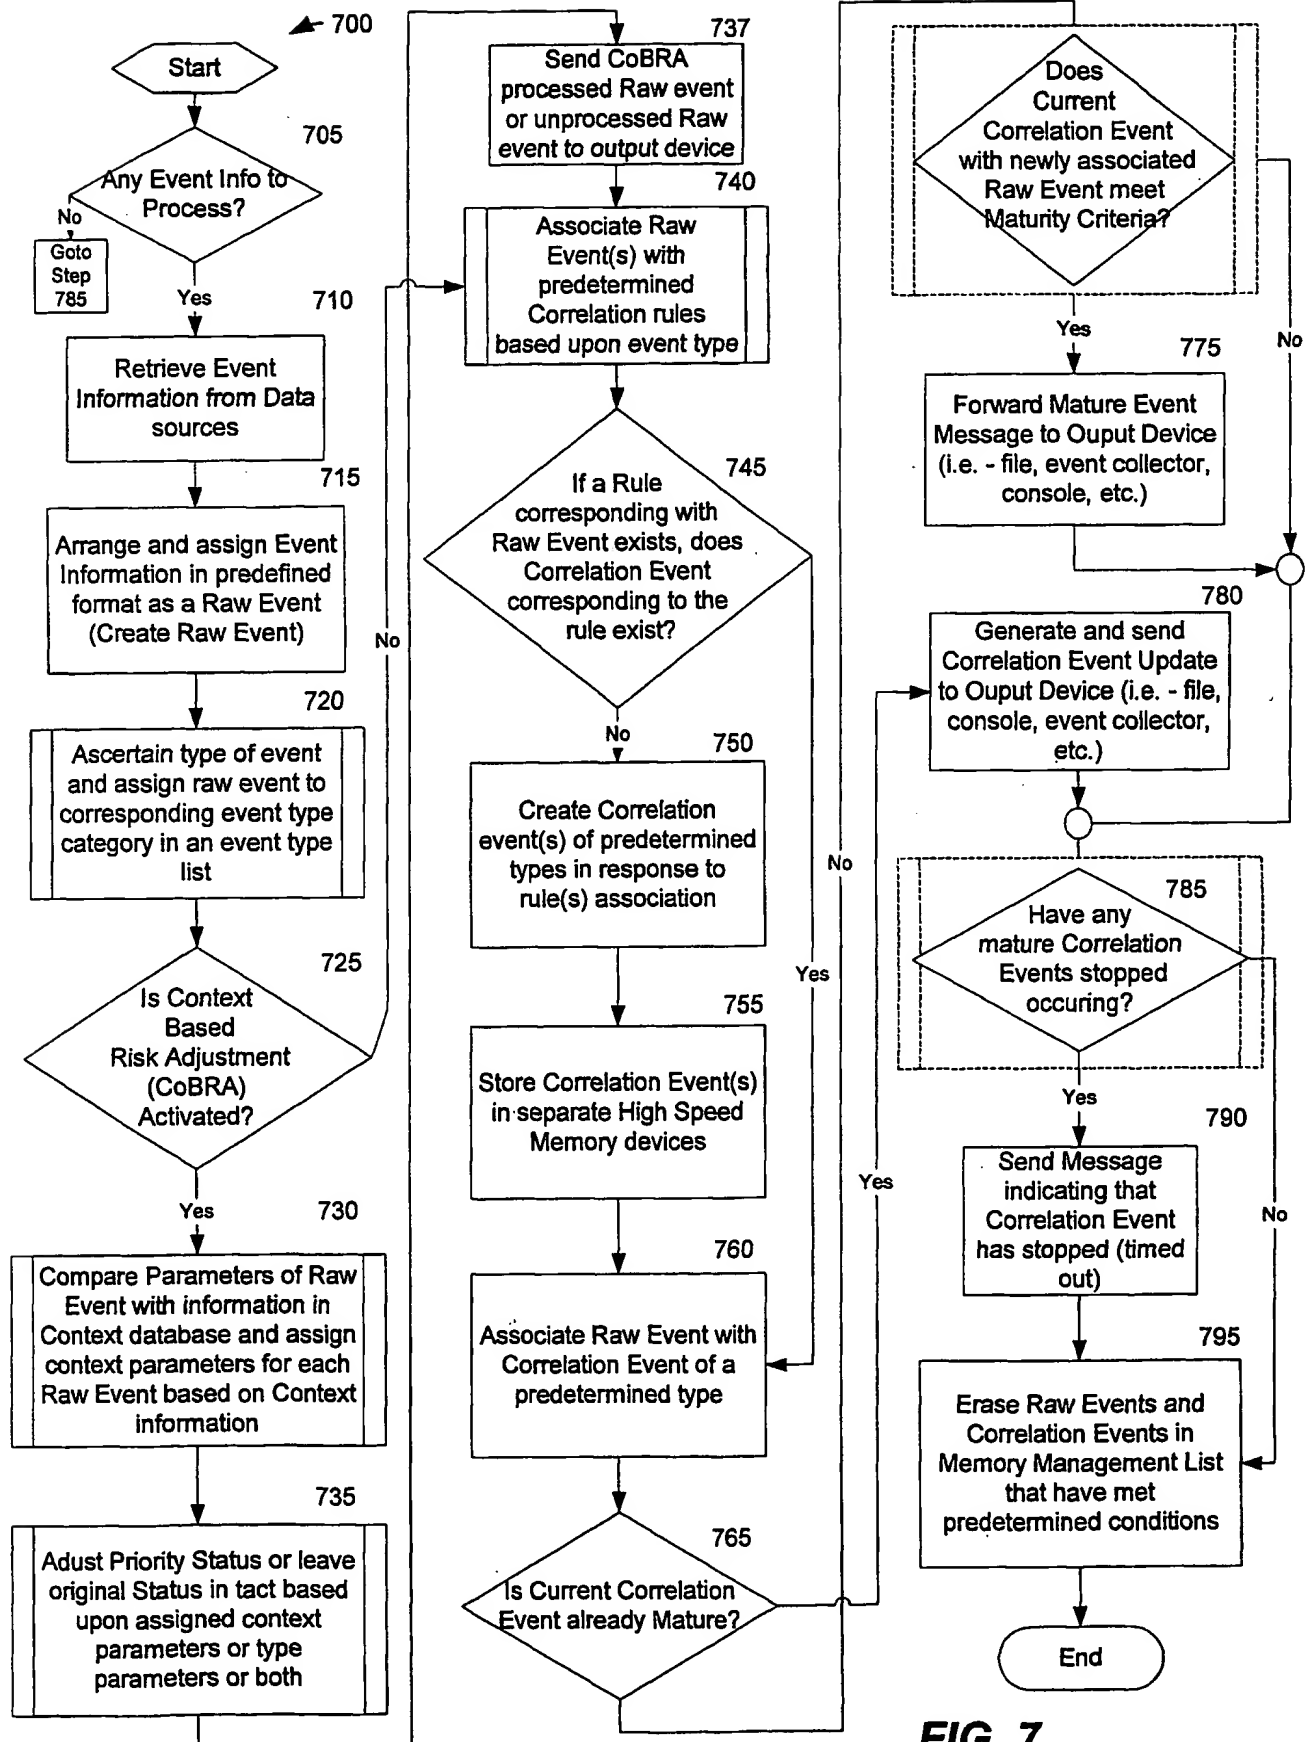 700
Start
705
Any Event Info to
Process?
No
Goto
Step
785
Yes
710
Retrieve Event
Information from Data
sources
715
Arrange and assign Event
Information in predefined
format as a Raw Event
(Create Raw Event)
720
Ascertain type of event
and assign raw event to
corresponding event type
category in an event type
list
725
Is Context
Based
Risk Adjustment
(CoBRA)
Activated?
No
Yes
730
Compare Parameters of Raw
Event with information in
Context database and assign
context parameters for each
Raw Event based on Context
information
735
Adust Priority Status or leave
original Status in tact based
upon assigned context
parameters or type
parameters or both
737
Send CoBRA
processed Raw event
or unprocessed Raw
event to output device
740
Associate Raw
Event(s) with
predetermined
Correlation rules
based upon event type
745
If a Rule
corresponding with
Raw Event exists, does
Correlation Event
corresponding to the
rule exist?
No
Yes
750
Create Correlation
event(s) of predetermined
types in response to
rule(s) association
755
Store Correlation Event(s)
in separate High Speed
Memory devices
760
Associate Raw Event with
Correlation Event of a
predetermined type
765
Is Current Correlation
Event already Mature?
No
Yes
Does
Current
Correlation Event
with newly associated
Raw Event meet
Maturity Criteria?
Yes
No
775
Forward Mature Event
Message to Ouput Device
(i.e. - file, event collector,
console, etc.)
780
Generate and send
Correlation Event Update
to Ouput Device (i.e. - file,
console, event collector,
etc.)
785
Have any
mature Correlation
Events stopped
occuring?
Yes
No
790
Send Message
indicating that
Correlation Event
has stopped (timed
out)
795
Erase Raw Events and
Correlation Events in
Memory Management List
that have met
predetermined conditions
End
FIG. 7